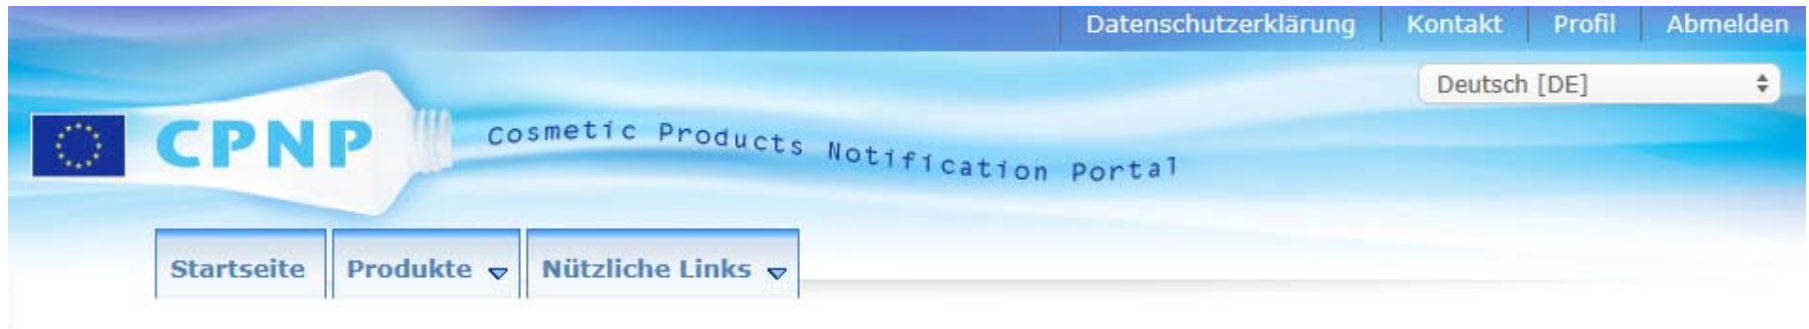 Datenschutzerklärung Kontakt Profil Abmelden
Deutsch [DE]
CPNP Cosmetic Products Notification Portal
Startseite Produkte Nützliche Links